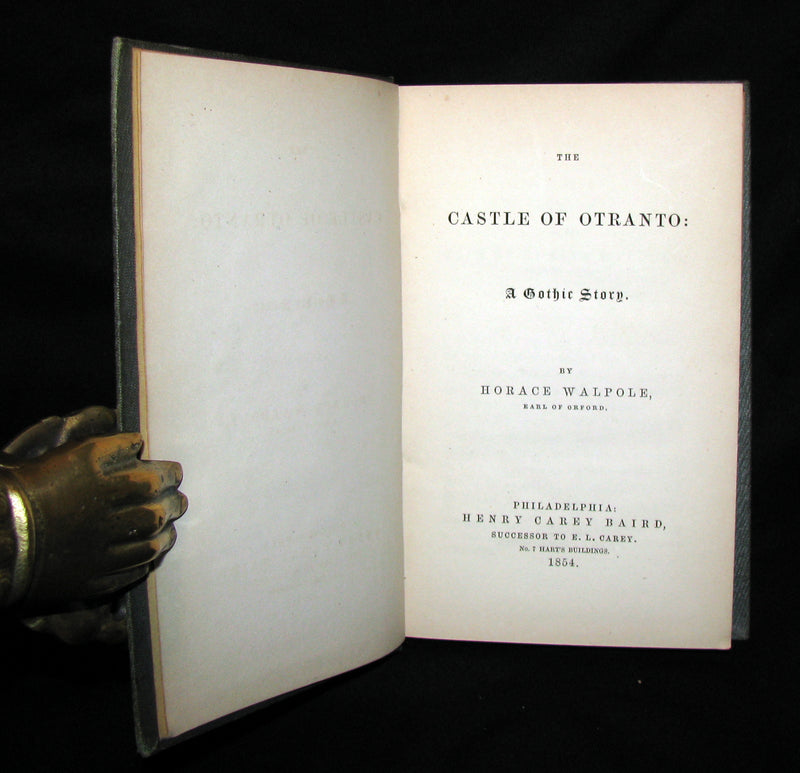 THE
CASTLE OF OTRANTO:
A Gothic Story.
BY
HORACE WALPOLE,
EARL OF ORFORD.
PHILADELPHIA:
HENRY CAREY BAIRD,
SUCCESSOR TO E. L. CAREY.
No. 7 HART'S BUILDINGS.
1854.